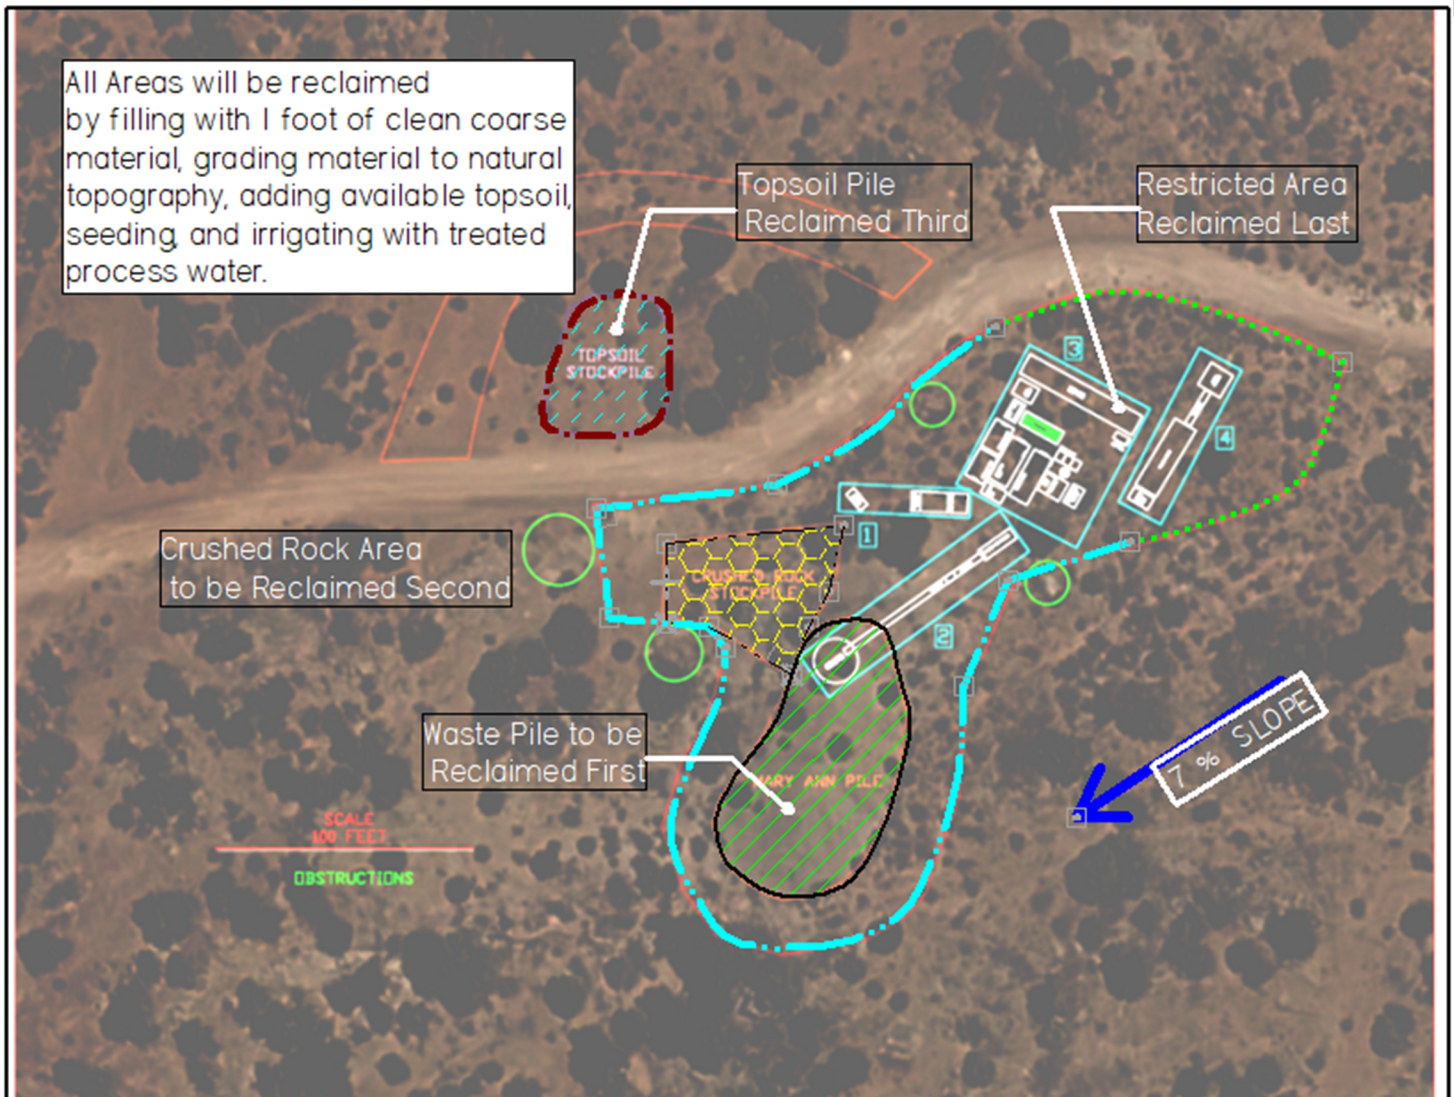 All Areas will be reclaimed
by filling with 1 foot of clean coarse
material, grading material to natural
topography, adding available topsoil,
seeding, and irrigating with treated
process water.
Topsoil Pile
Reclaimed Third
Restricted Area
Reclaimed Last
TOPSOIL
STOCKPILE
3
4
1
2
Crushed Rock Area
to be Reclaimed Second
CRUSHED ROCK
STOCKPILE
Waste Pile to be
Reclaimed First
MARY ANN PILE
7 % SLOPE
SCALE
100 FEET
OBSTRUCTIONS